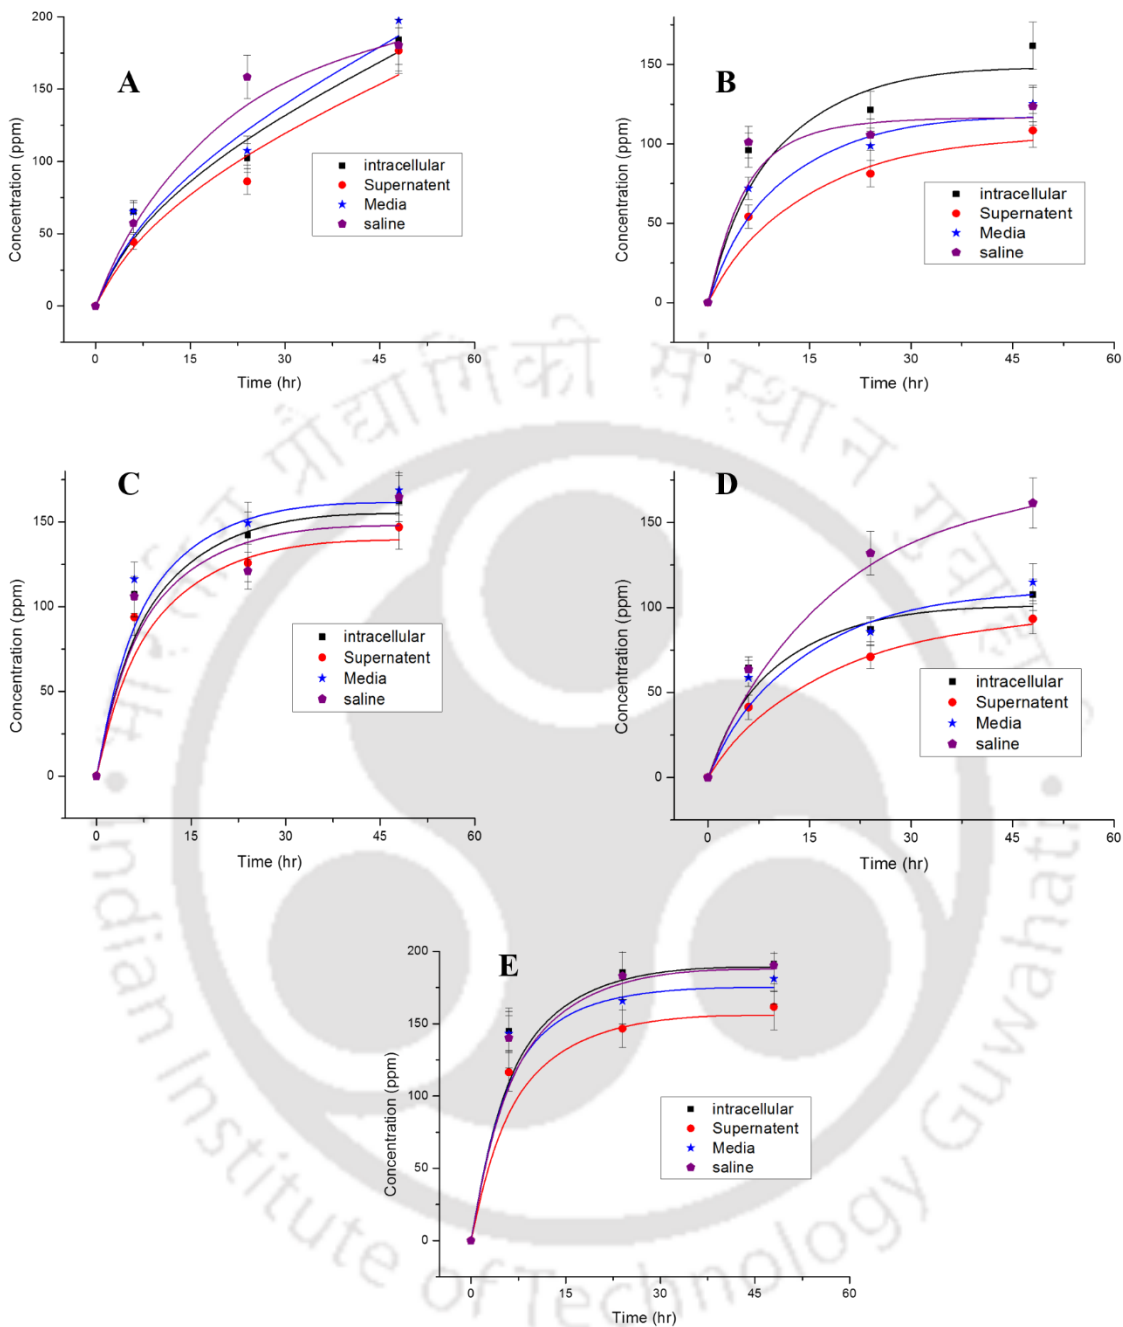 A
200
150
100
50
0
Concentration (ppm)
0 15 30 45 60
Time (hr)
intracellular
Supernatent
Media
saline
B
150
100
50
0
Concentration (ppm)
0 15 30 45 60
Time (hr)
intracellular
Supernatent
Media
saline
C
150
100
50
0
Concentration (ppm)
0 15 30 45 60
Time (hr)
intracellular
Supernatent
Media
saline
D
150
100
50
0
Concentration (ppm)
0 15 30 45 60
Time (hr)
intracellular
Supernatent
Media
saline
E
200
150
100
50
0
Concentration (ppm)
0 15 30 45 60
Time (hr)
intracellular
Supernatent
Media
saline
Indian Institute of Technology Guwahati